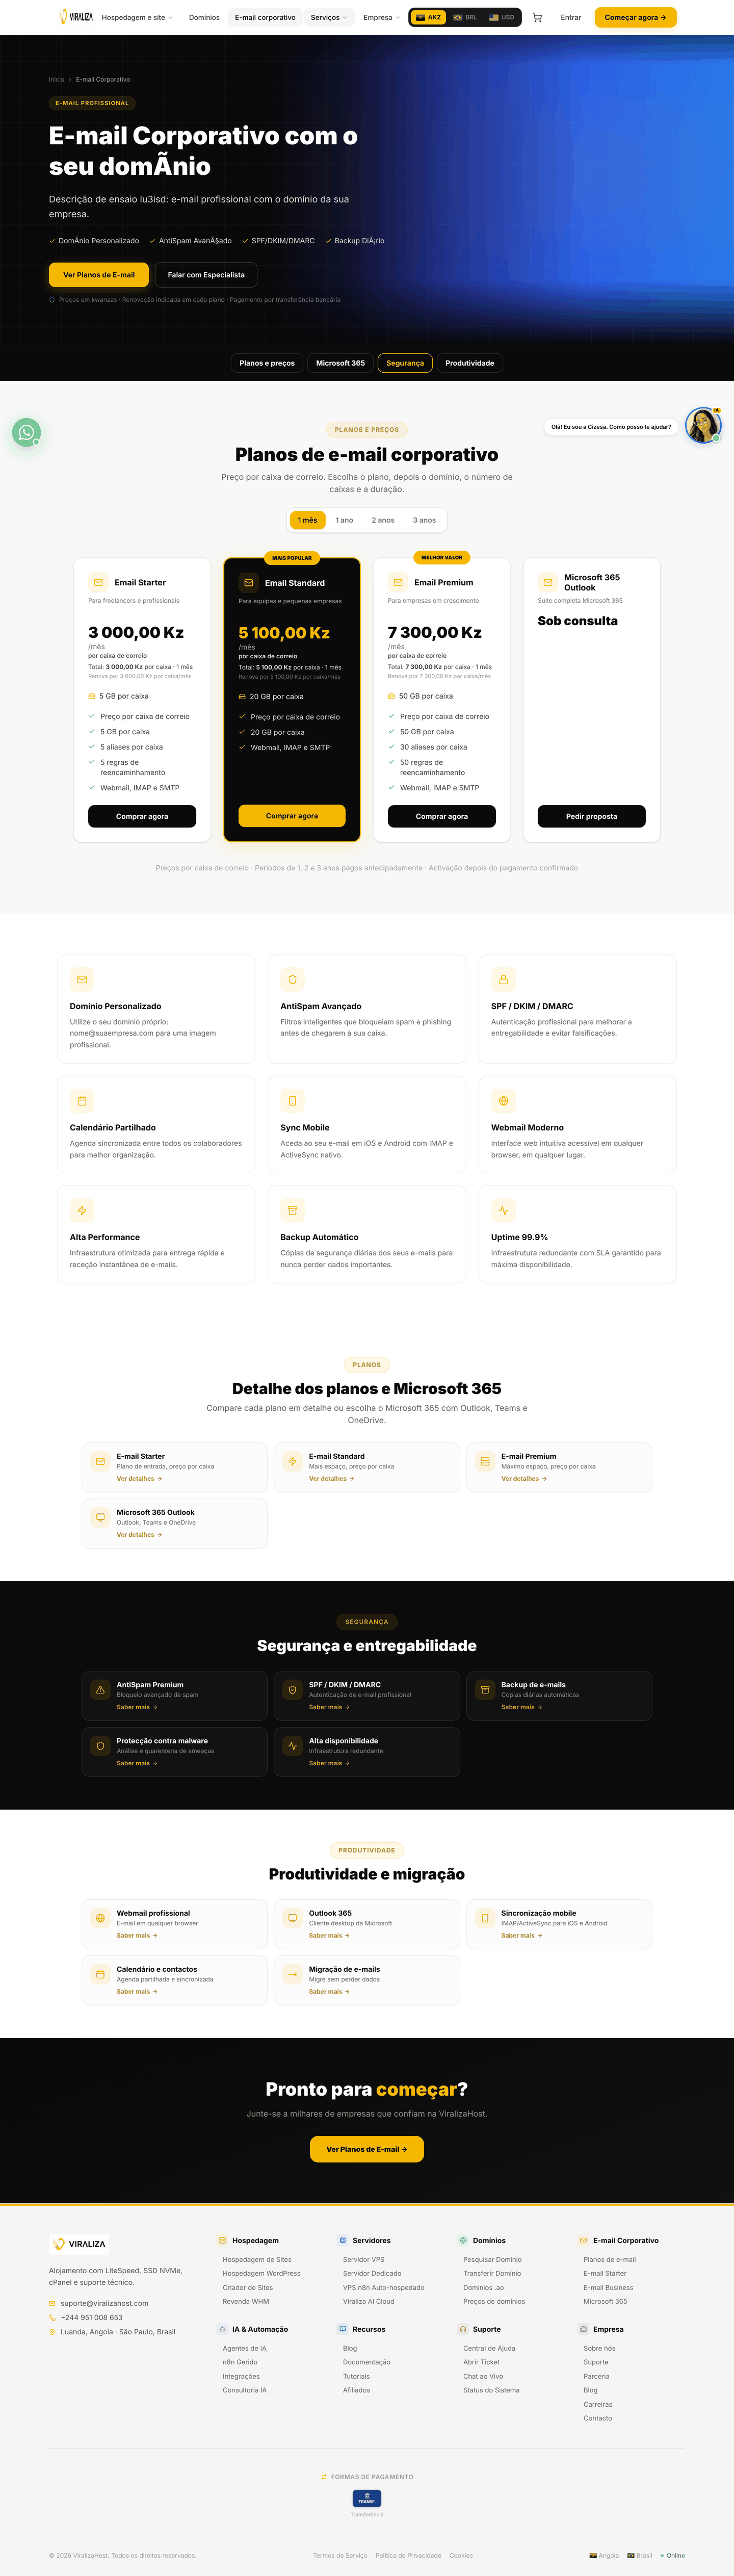 VIRALIZA
Hospedagem e site
Domínios
E-mail corporativo
Serviços
Empresa
AKZ
BRL
USD
Entrar
Começar agora →
Início › E-mail Corporativo
E-MAIL PROFISSIONAL
E-mail Corporativo com o
seu domÃnio
Descrição de ensaio lu3isd: e-mail profissional com o domínio da sua
empresa.
DomÃnio Personalizado
AntiSpam AvanÃ§ado
SPF/DKIM/DMARC
Backup DiÃ¡rio
Ver Planos de E-mail
Falar com Especialista
Preços em kwanzas · Renovação indicada em cada plano · Pagamento por transferência bancária
Planos e preços
Microsoft 365
Segurança
Produtividade
Olá! Eu sou a Cizesa. Como posso te ajudar?
PLANOS E PREÇOS
Planos de e-mail corporativo
Preço por caixa de correio. Escolha o plano, depois o domínio, o número de
caixas e a duração.
1 mês
1 ano
2 anos
3 anos
Email Starter
Para freelancers e profissionais
3 000,00 Kz
/mês
por caixa de correio
Total: 3 000,00 Kz por caixa · 1 mês
Renova por 3 000,00 Kz por caixa/mês
5 GB por caixa
Preço por caixa de correio
5 GB por caixa
5 aliases por caixa
5 regras de
reencaminhamento
Webmail, IMAP e SMTP
Comprar agora
MAIS POPULAR
Email Standard
Para equipas e pequenas empresas
5 100,00 Kz
/mês
por caixa de correio
Total: 5 100,00 Kz por caixa · 1 mês
Renova por 5 100,00 Kz por caixa/mês
20 GB por caixa
Preço por caixa de correio
20 GB por caixa
Webmail, IMAP e SMTP
Comprar agora
MELHOR VALOR
Email Premium
Para empresas em crescimento
7 300,00 Kz
/mês
por caixa de correio
Total: 7 300,00 Kz por caixa · 1 mês
Renova por 7 300,00 Kz por caixa/mês
50 GB por caixa
Preço por caixa de correio
50 GB por caixa
30 aliases por caixa
50 regras de
reencaminhamento
Webmail, IMAP e SMTP
Comprar agora
Microsoft 365
Outlook
Suite completa Microsoft 365
Sob consulta
Pedir proposta
Preços por caixa de correio · Períodos de 1, 2 e 3 anos pagos antecipadamente · Activação depois do pagamento confirmado
Domínio Personalizado
Utilize o seu domínio próprio:
nome@suaempresa.com para uma imagem
profissional.
AntiSpam Avançado
Filtros inteligentes que bloqueiam spam e phishing
antes de chegarem à sua caixa.
SPF / DKIM / DMARC
Autenticação profissional para melhorar a
entregabilidade e evitar falsificações.
Calendário Partilhado
Agenda sincronizada entre todos os colaboradores
para melhor organização.
Sync Mobile
Aceda ao seu e-mail em iOS e Android com IMAP e
ActiveSync nativo.
Webmail Moderno
Interface web intuitiva acessível em qualquer
browser, em qualquer lugar.
Alta Performance
Infraestrutura otimizada para entrega rápida e
receção instantânea de e-mails.
Backup Automático
Cópias de segurança diários dos seus e-mails para
nunca perder dados importantes.
Uptime 99.9%
Infraestrutura redundante com SLA garantido para
máxima disponibilidade.
PLANOS
Detalhe dos planos e Microsoft 365
Compare cada plano em detalhe ou escolha o Microsoft 365 com Outlook, Teams e
OneDrive.
E-mail Starter
Plano de entrada, preço por caixa
Ver detalhes →
E-mail Standard
Mais espaço, preço por caixa
Ver detalhes →
E-mail Premium
Máximo espaço, preço por caixa
Ver detalhes →
Microsoft 365 Outlook
Outlook, Teams e OneDrive
Ver detalhes →
SEGURANÇA
Segurança e entregabilidade
AntiSpam Premium
Bloqueio avançado de spam
Saber mais →
SPF / DKIM / DMARC
Autenticação de e-mail profissional
Saber mais →
Backup de e-mails
Cópias diárias automáticas
Saber mais →
Protecção contra malware
Análise e quarentena de ameaças
Saber mais →
Alta disponibilidade
Infraestrutura redundante
Saber mais →
PRODUTIVIDADE
Produtividade e migração
Webmail profissional
E-mail em qualquer browser
Saber mais →
Outlook 365
Cliente desktop da Microsoft
Saber mais →
Sincronização mobile
IMAP/ActiveSync para iOS e Android
Saber mais →
Calendário e contactos
Agenda partilhada e sincronizada
Saber mais →
Migração de e-mails
Migre sem perder dados
Saber mais →
Pronto para começar?
Junte-se a milhares de empresas que confiam na ViralizaHost.
Ver Planos de E-mail →
VIRALIZA
Alojamento com LiteSpeed, SSD NVMe,
cPanel e suporte técnico.
suporte@viralizahost.com
+244 951 008 653
Luanda, Angola · São Paulo, Brasil
Hospedagem
Hospedagem de Sites
Hospedagem WordPress
Criador de Sites
Revenda WHM
Servidores
Servidor VPS
Servidor Dedicado
VPS n8n Auto-hospedado
Viraliza AI Cloud
Domínios
Pesquisar Domínio
Transferir Domínio
Domínios .ao
Preços de domínios
E-mail Corporativo
Planos de e-mail
E-mail Starter
E-mail Business
Microsoft 365
IA & Automação
Agentes de IA
n8n Gerido
Integrações
Consultoria IA
Recursos
Blog
Documentação
Tutoriais
Afiliados
Suporte
Central de Ajuda
Abrir Ticket
Chat ao Vivo
Status do Sistema
Empresa
Sobre nós
Suporte
Parceria
Blog
Carreiras
Contacto
FORMAS DE PAGAMENTO
TRANSF.
Transferência
© 2026 ViralizaHost. Todos os direitos reservados.
Termos de Serviço
Política de Privacidade
Cookies
Angola
Brasil
Online